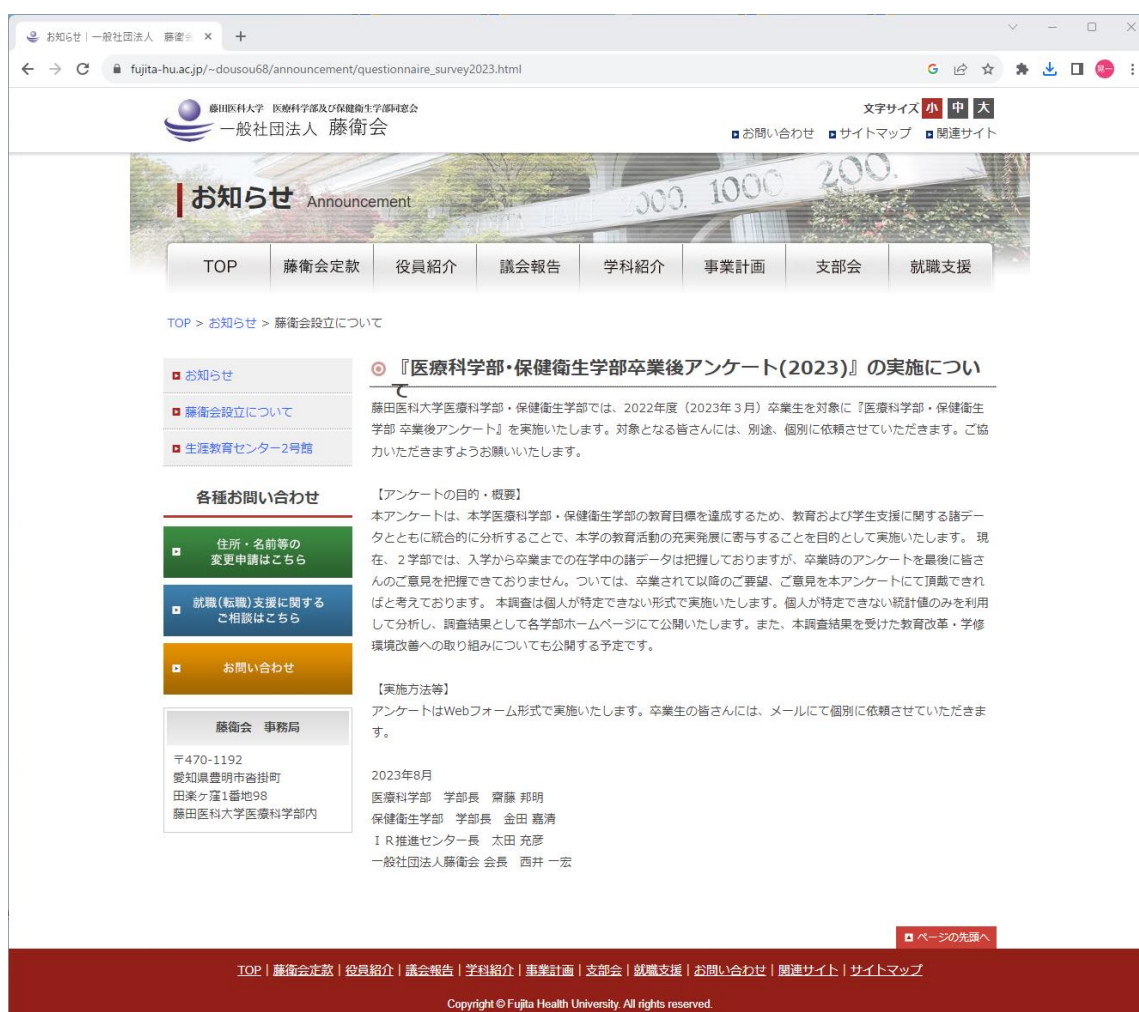 お知らせ｜一般社団法人 藤衛会
fujita-hu.ac.jp/~dousou68/announcement/questionnaire_survey2023.html
藤田医科大学 医療科学部及び保健衛生学部同窓会
一般社団法人 藤衛会
文字サイズ 小 中 大
お問い合わせ サイトマップ 関連サイト
お知らせ Announcement
000. 1000. 200.
TOP 藤衛会定款 役員紹介 議会報告 学科紹介 事業計画 支部会 就職支援
TOP > お知らせ > 藤衛会設立について
お知らせ
藤衛会設立について
生涯教育センター2号館
各種お問い合わせ
住所・名前等の
変更申請はこちら
就職(転職)支援に関する
ご相談はこちら
お問い合わせ
藤衛会 事務局
〒470-1192
愛知県豊明市沓掛町
田楽ヶ窪1番地98
藤田医科大学医療科学部内
『医療科学部・保健衛生学部卒業後アンケート(2023)』の実施につい
て
藤田医科大学医療科学部・保健衛生学部では、2022年度（2023年３月）卒業生を対象に『医療科学部・保健衛生
学部 卒業後アンケート』を実施いたします。対象となる皆さんには、別途、個別に依頼させていただきます。ご協
力いただきますようお願いいたします。
【アンケートの目的・概要】
本アンケートは、本学医療科学部・保健衛生学部の教育目標を達成するため、教育および学生支援に関する諸デー
タとともに統合的に分析することで、本学の教育活動の充実発展に寄与することを目的として実施いたします。 現
在、２学部では、入学から卒業までの在学中の諸データは把握しておりますが、卒業時のアンケートを最後に皆さ
んのご意見を把握できておりません。ついては、卒業されて以降のご要望、ご意見を本アンケートにて頂戴できれ
ばと考えております。 本調査は個人が特定できない形式で実施いたします。個人が特定できない統計値のみを利用
して分析し、調査結果として各学部ホームページにて公開いたします。また、本調査結果を受けた教育改革・学修
環境改善への取り組みについても公開する予定です。
【実施方法等】
アンケートはWebフォーム形式で実施いたします。卒業生の皆さんには、メールにて個別に依頼させていただきま
す。
2023年8月
医療科学部 学部長 齋藤 邦明
保健衛生学部 学部長 金田 嘉清
ＩＲ推進センター長 太田 充彦
一般社団法人藤衛会 会長 西井 一宏
ページの先頭へ
TOP | 藤衛会定款 | 役員紹介 | 議会報告 | 学科紹介 | 事業計画 | 支部会 | 就職支援 | お問い合わせ | 関連サイト | サイトマップ
Copyright © Fujita Health University. All rights reserved.